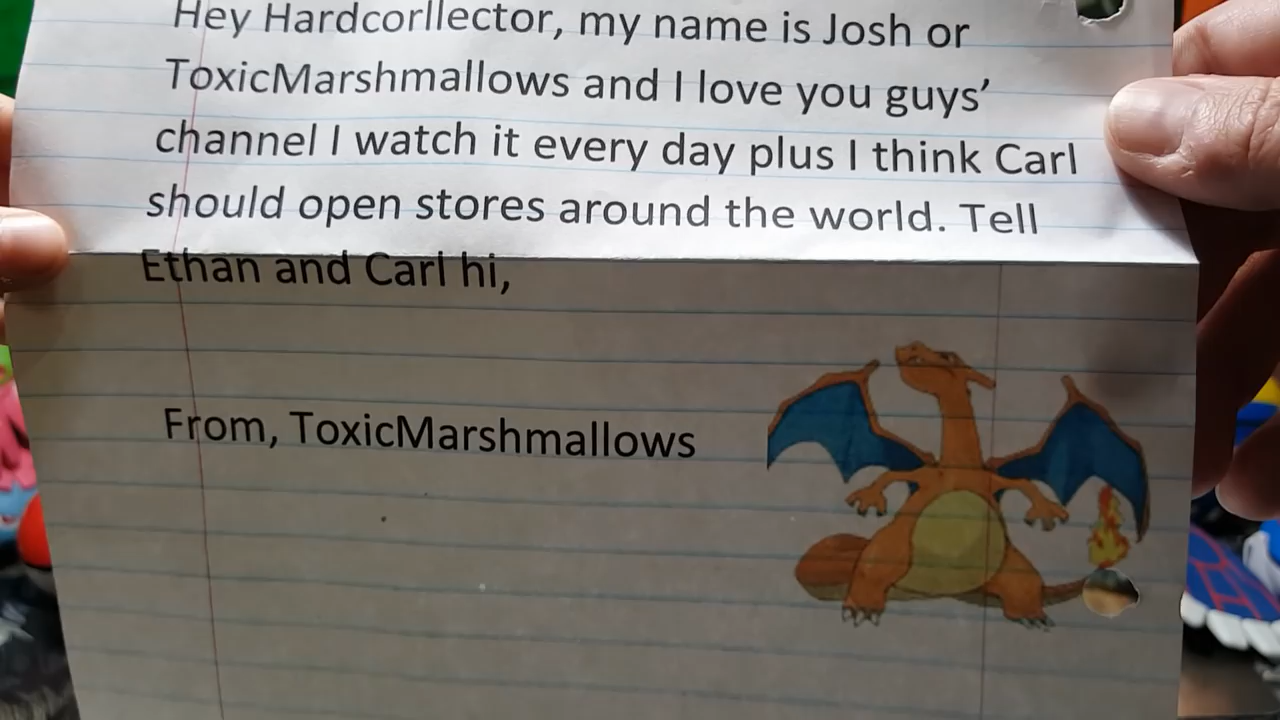 Hey Hardcorllector, my name is Josh or
ToxicMarshmallows and I love you guys’
channel I watch it every day plus I think Carl
should open stores around the world. Tell
Ethan and Carl hi,
From, ToxicMarshmallows